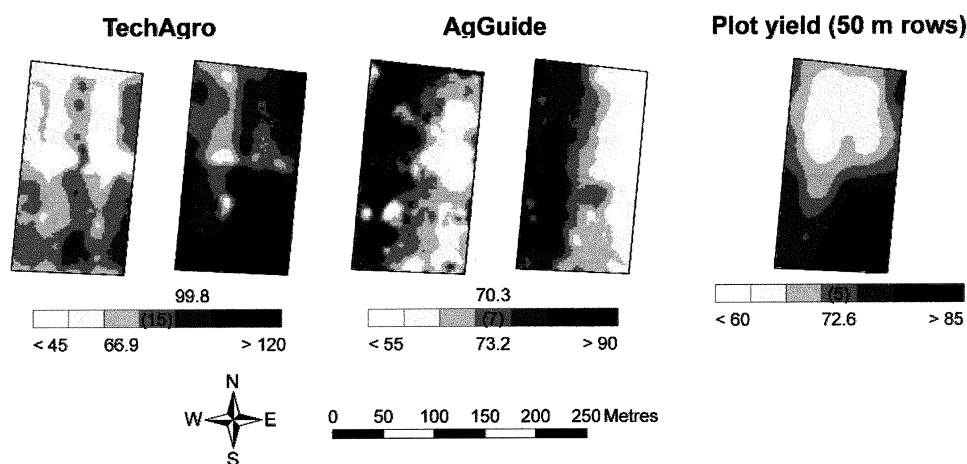 TechAgro
AgGuide
Plot yield (50 m rows)
99.8
70.3
(15)
(7)
(5)
< 45 66.9 > 120
< 55 73.2 > 90
< 60 72.6 > 85
N
W E
S
0 50 100 150 200 250 Metres